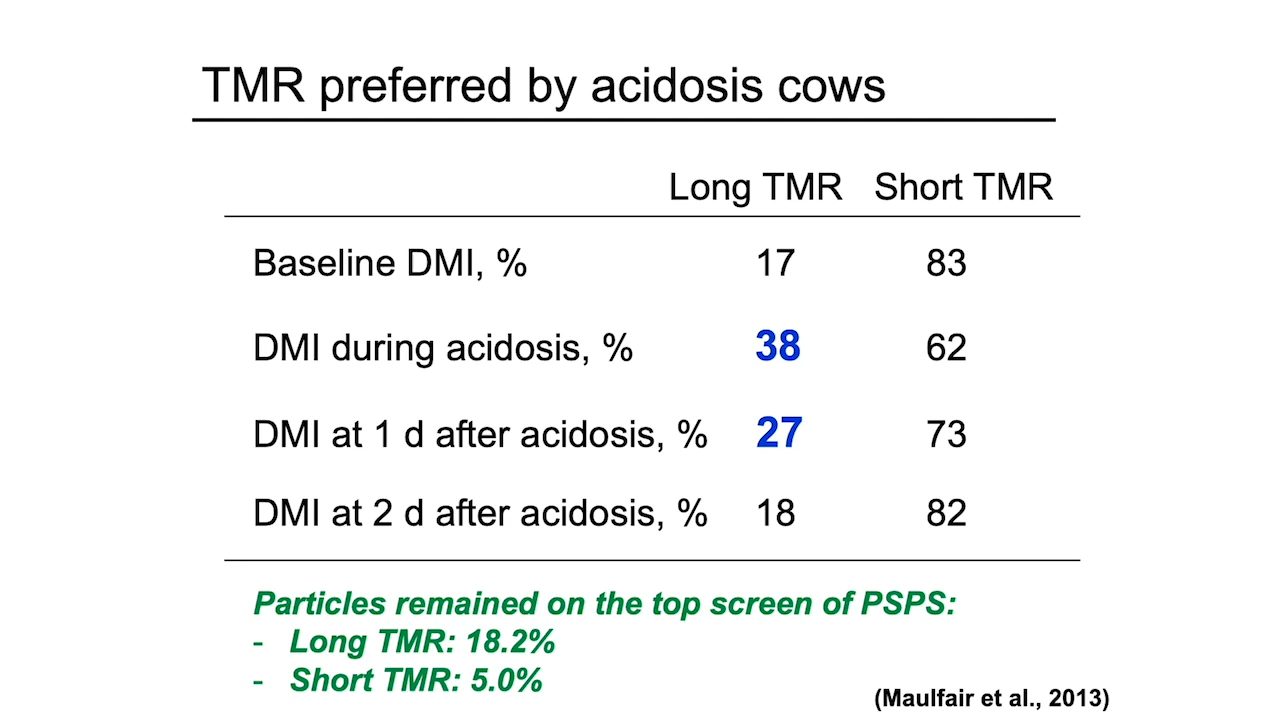 TMR preferred by acidosis cows
Long TMR Short TMR
Baseline DMI, % 17 83
DMI during acidosis, % 38 62
DMI at 1 d after acidosis, % 27 73
DMI at 2 d after acidosis, % 18 82
Particles remained on the top screen of PSPS:
- Long TMR: 18.2%
- Short TMR: 5.0%
(Maulfair et al., 2013)